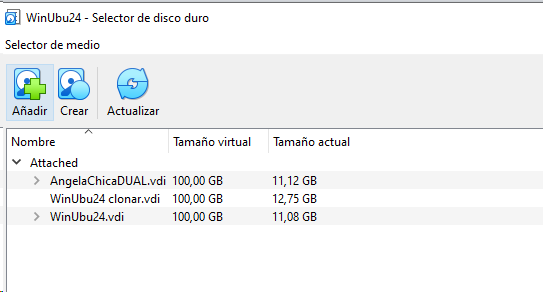 WinUbu24 - Selector de disco duro
Selector de medio
Añadir Crear Actualizar
Nombre Tamaño virtual Tamaño actual
Attached
AngelaChicaDUAL.vdi 100,00 GB 11,12 GB
WinUbu24 clonar.vdi 100,00 GB 12,75 GB
WinUbu24.vdi 100,00 GB 11,08 GB